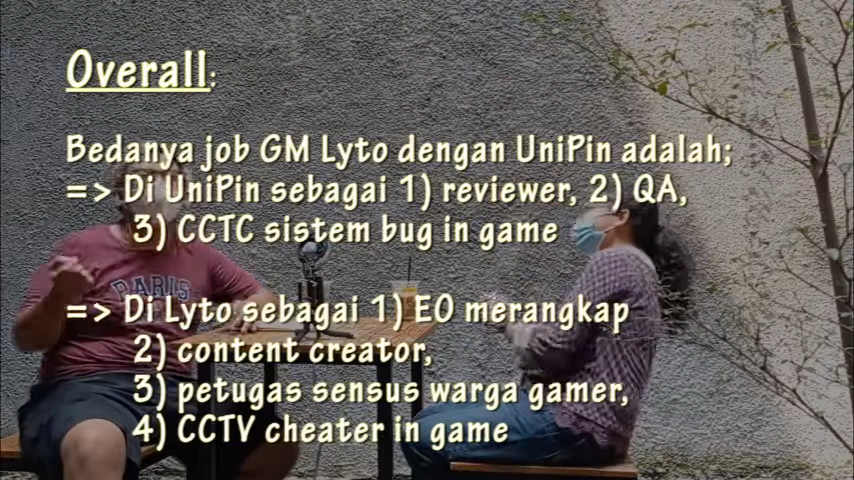 Overall:
Bedanya job GM Lyto dengan UniPin adalah;
=> Di UniPin sebagai 1) reviewer, 2) QA,
3) CCTC sistem bug in game
=> Di Lyto sebagai 1) EO merangkap
2) content creator,
3) petugas sensus warga gamer,
4) CCTV cheater in game
PARIS